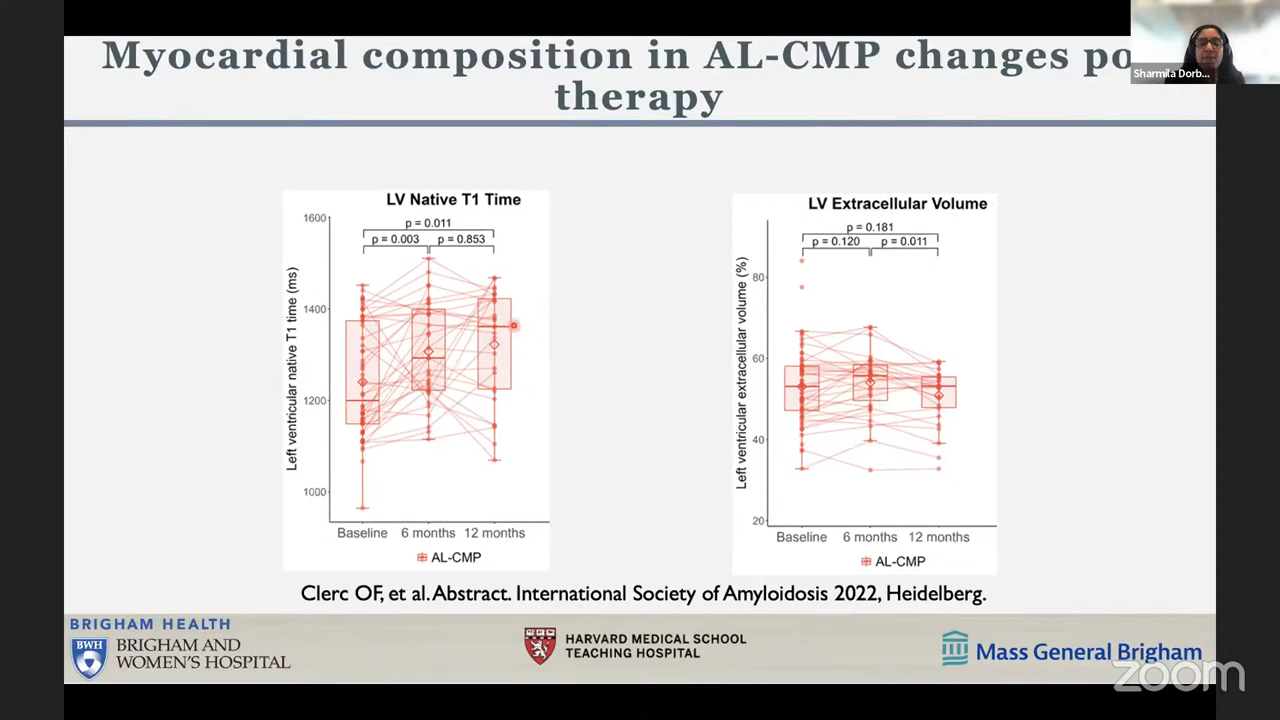 Myocardial composition in AL-CMP changes po
therapy
Sharmila Dorb...
LV Native T1 Time
p = 0.011
p = 0.003
p = 0.853
Left ventricular native T1 time (ms)
1600
1400
1200
1000
Baseline
6 months
12 months
AL-CMP
LV Extracellular Volume
p = 0.181
p = 0.120
p = 0.011
Left ventricular extracellular volume (%)
80
60
40
20
Baseline
6 months
12 months
AL-CMP
Clerc OF, et al. Abstract. International Society of Amyloidosis 2022, Heidelberg.
BRIGHAM HEALTH
BWH
BRIGHAM AND
WOMEN'S HOSPITAL
HARVARD MEDICAL SCHOOL
TEACHING HOSPITAL
Mass General Brigham
zoom